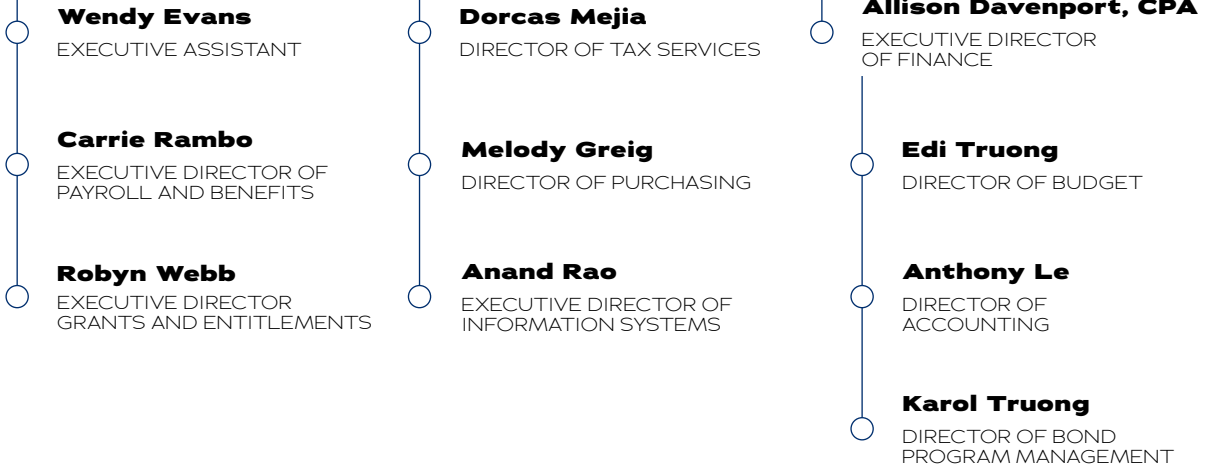 Wendy Evans
EXECUTIVE ASSISTANT
Carrie Rambo
EXECUTIVE DIRECTOR OF
PAYROLL AND BENEFITS
Robyn Webb
EXECUTIVE DIRECTOR
GRANTS AND ENTITLEMENTS
Dorcas Mejia
DIRECTOR OF TAX SERVICES
Melody Greig
DIRECTOR OF PURCHASING
Anand Rao
EXECUTIVE DIRECTOR OF
INFORMATION SYSTEMS
Allison Davenport, CPA
EXECUTIVE DIRECTOR
OF FINANCE
Edi Truong
DIRECTOR OF BUDGET
Anthony Le
DIRECTOR OF
ACCOUNTING
Karol Truong
DIRECTOR OF BOND
PROGRAM MANAGEMENT